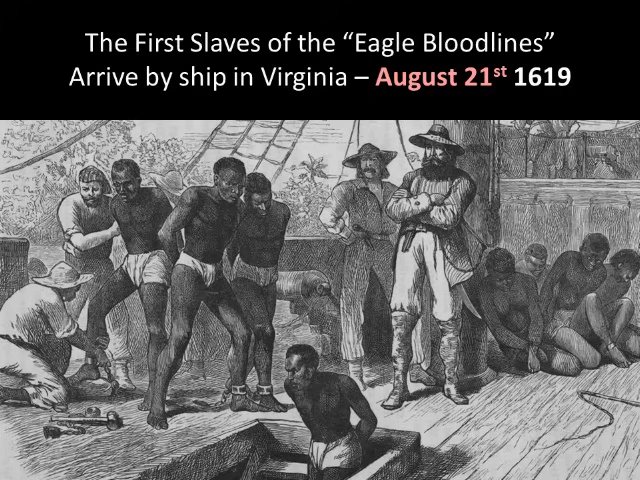 The First Slaves of the “Eagle Bloodlines”
Arrive by ship in Virginia – August 21st 1619